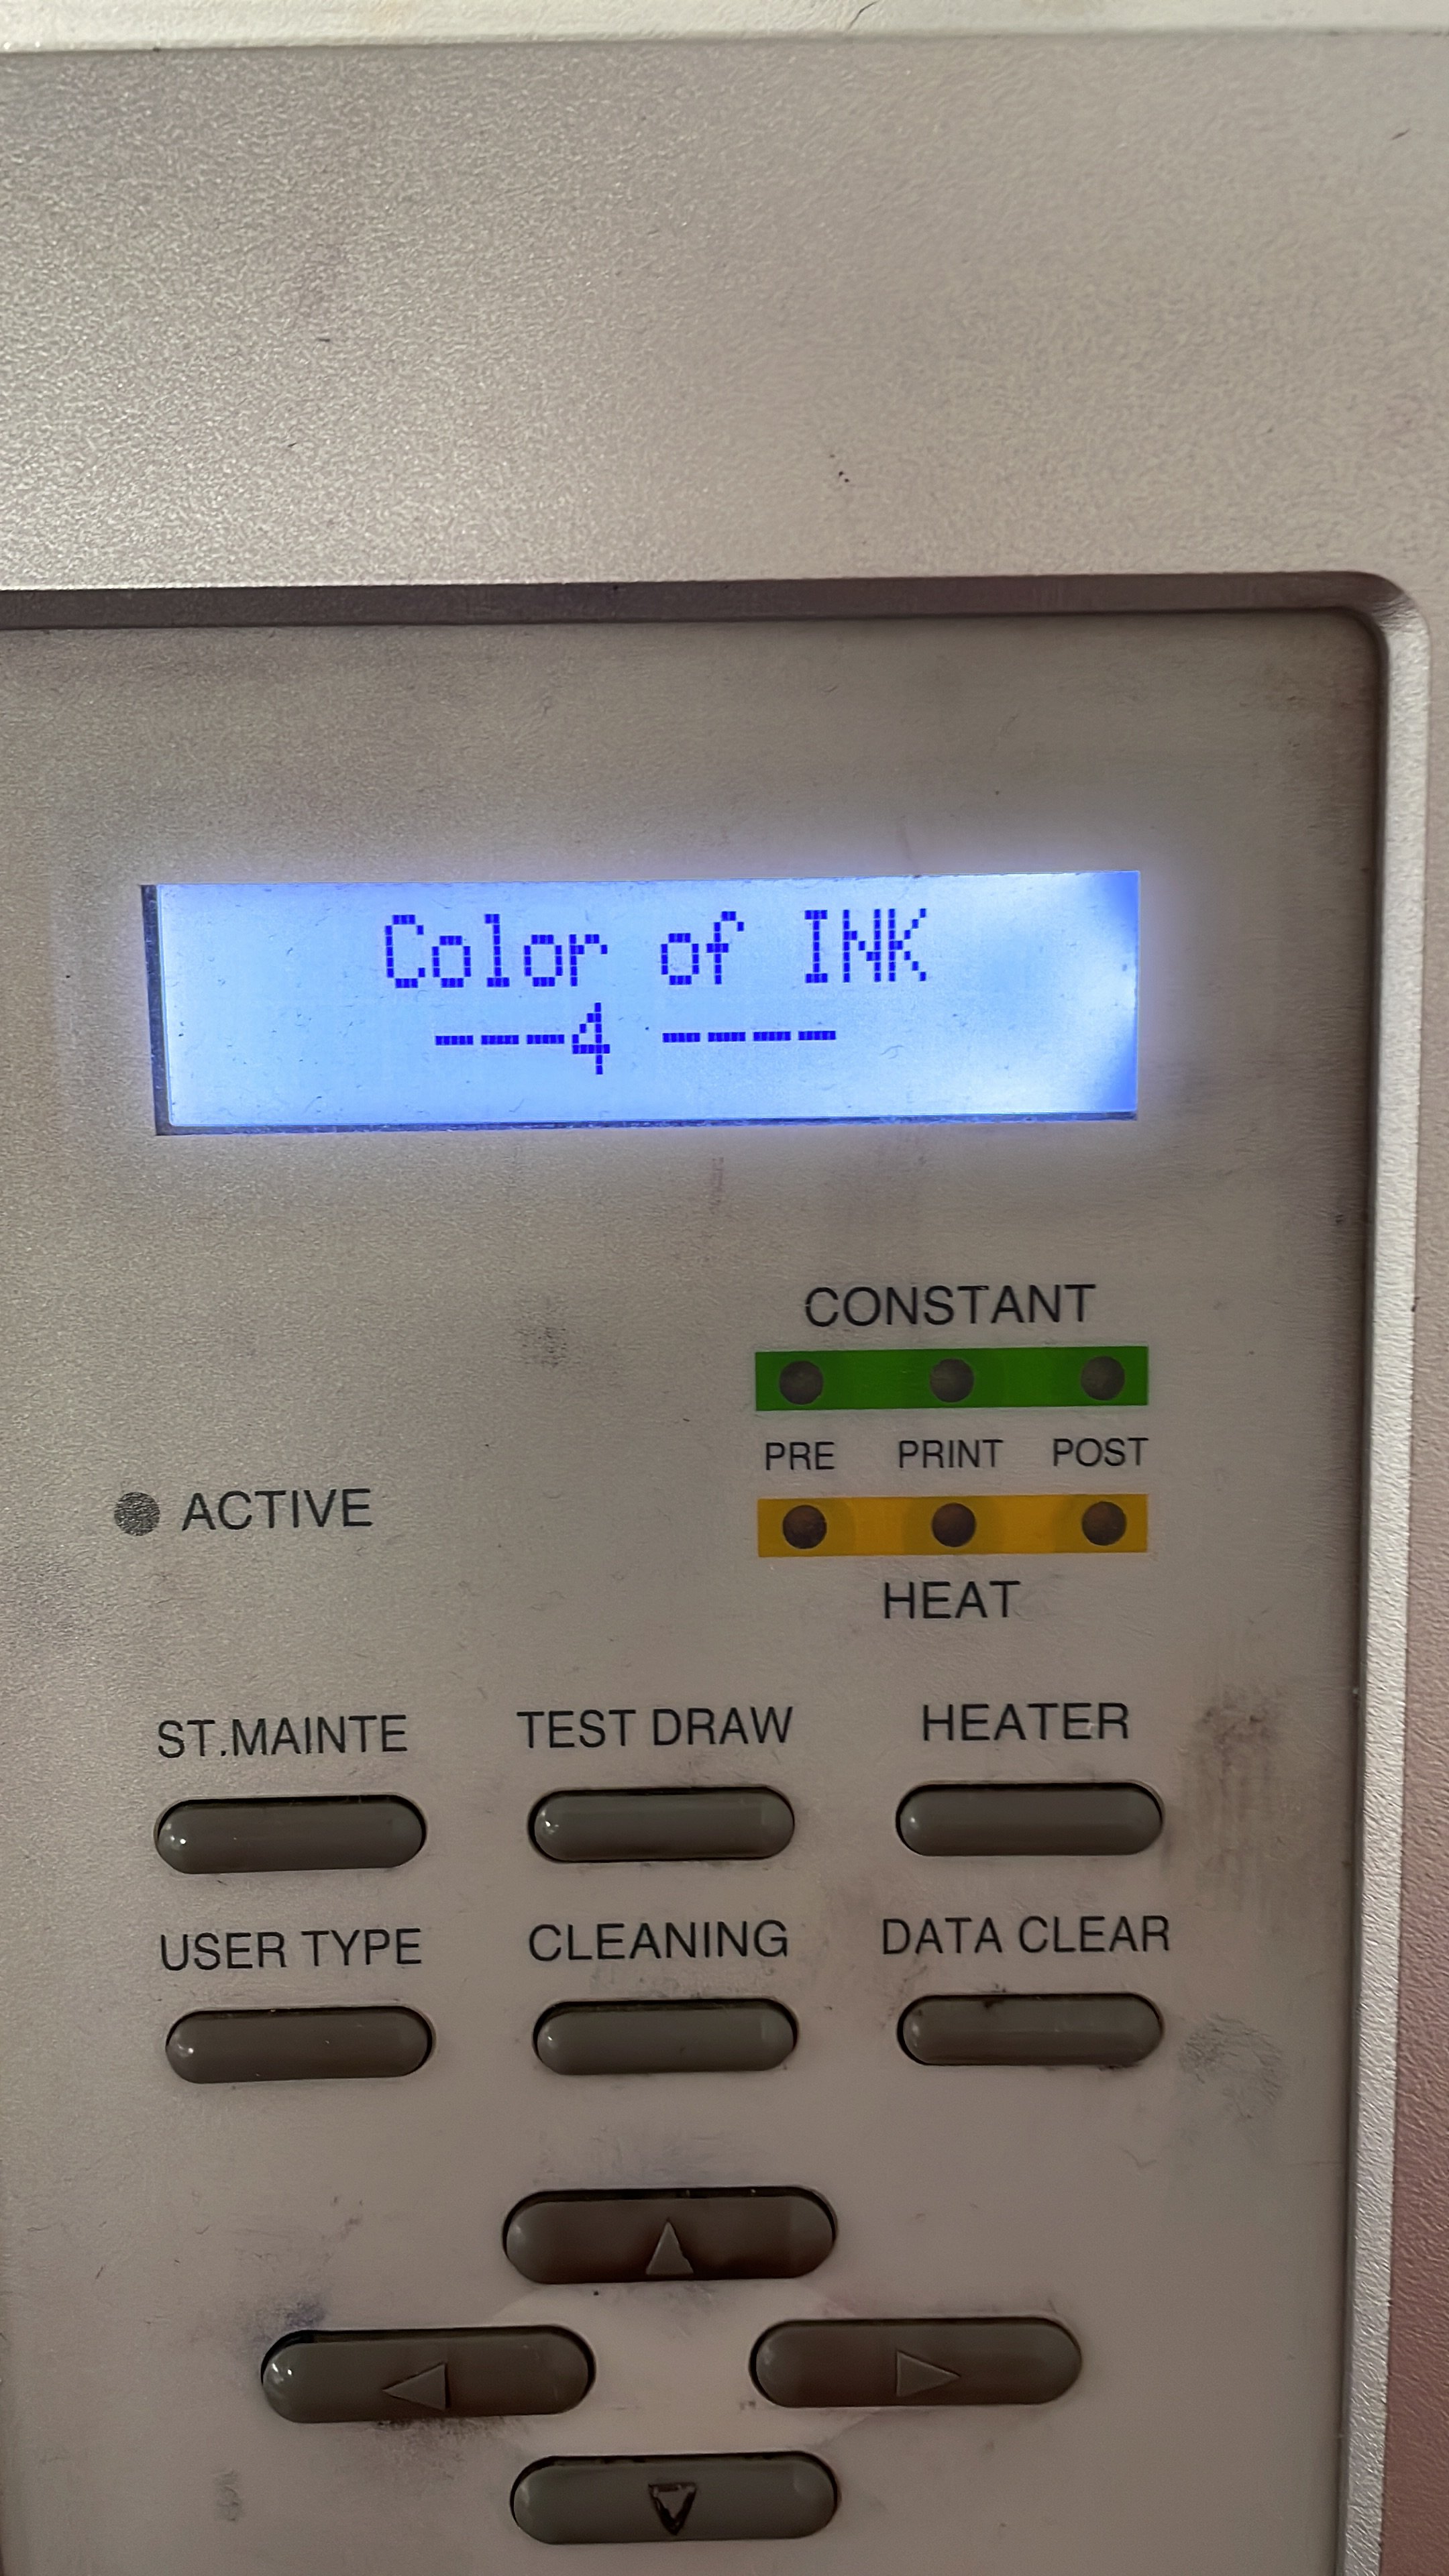 Color of INK
---4 ----
CONSTANT
PRE PRINT POST
ACTIVE
HEAT
ST.MAINTE TEST DRAW HEATER
USER TYPE CLEANING DATA CLEAR